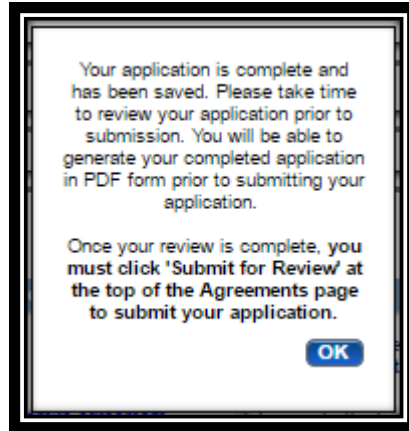 Your application is complete and
has been saved. Please take time
to review your application prior to
submission. You will be able to
generate your completed application
in PDF form prior to submitting your
application.
Once your review is complete, you
must click 'Submit for Review' at
the top of the Agreements page
to submit your application.
OK